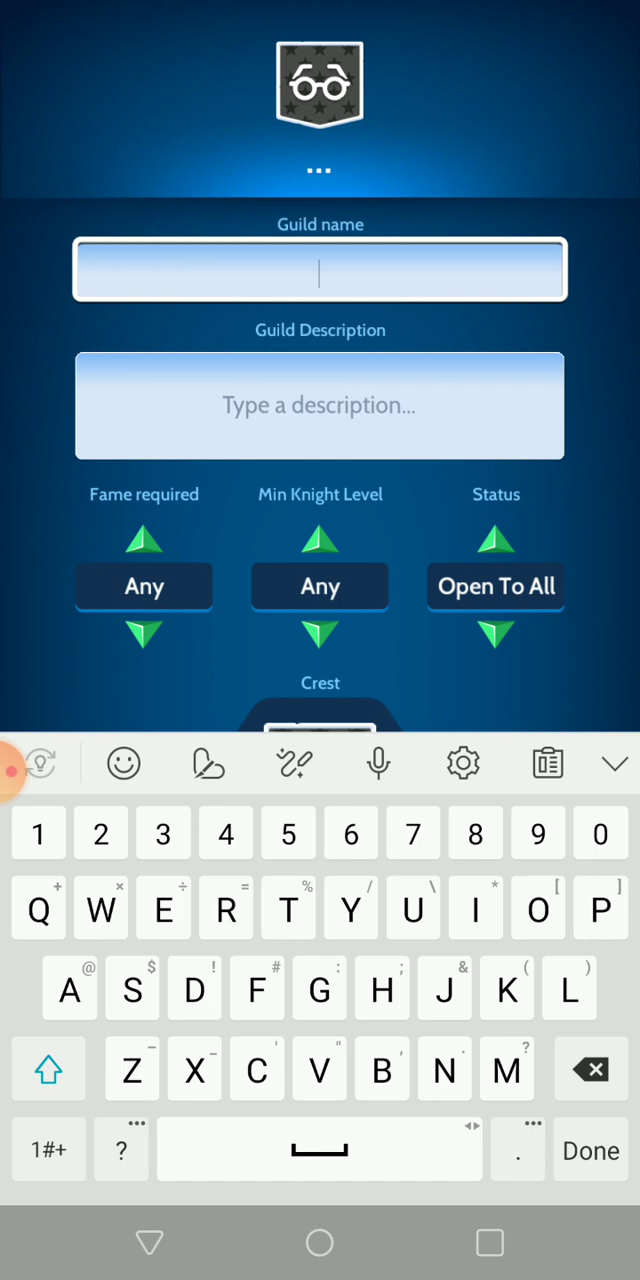 ...
Guild name
Guild Description
Type a description...
Fame required Min Knight Level Status
Any Any Open To All
Crest
1 2 3 4 5 6 7 8 9 0
+ × ÷ = % / \ * [ ]
Q W E R T Y U I O P
@ $ ! # : ; & ( )
A S D F G H J K L
– _ ' " , . ?
Z X C V B N M
1#+ ? . Done